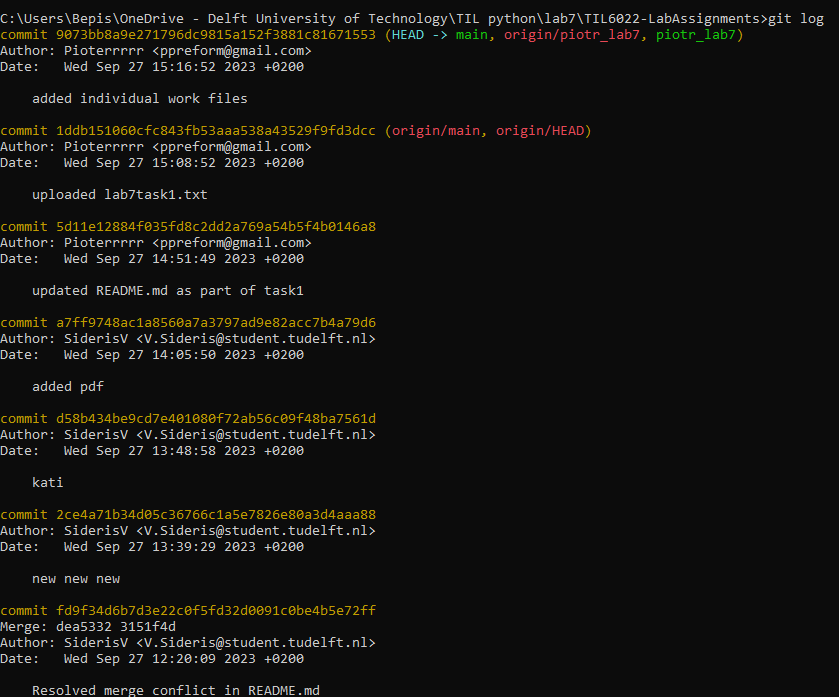 C:\Users\Bepis\OneDrive - Delft University of Technology\TIL python\lab7\TIL6022-LabAssignments>git log
commit 9073bb8a9e271796dc9815a152f3881c81671553 (HEAD -> main, origin/piotr_lab7, piotr_lab7)
Author: Pioterrrrr <ppreform@gmail.com>
Date:   Wed Sep 27 15:16:52 2023 +0200
    added individual work files
commit 1ddb151060cfc843fb53aaa538a43529f9fd3dcc (origin/main, origin/HEAD)
Author: Pioterrrrr <ppreform@gmail.com>
Date:   Wed Sep 27 15:08:52 2023 +0200
    uploaded lab7task1.txt
commit 5d11e12884f035fd8c2dd2a769a54b5f4b0146a8
Author: Pioterrrrr <ppreform@gmail.com>
Date:   Wed Sep 27 14:51:49 2023 +0200
    updated README.md as part of task1
commit a7ff9748ac1a8560a7a3797ad9e82acc7b4a79d6
Author: SiderisV <V.Sideris@student.tudelft.nl>
Date:   Wed Sep 27 14:05:50 2023 +0200
    added pdf
commit d58b434be9cd7e401080f72ab56c09f48ba7561d
Author: SiderisV <V.Sideris@student.tudelft.nl>
Date:   Wed Sep 27 13:48:58 2023 +0200
    kati
commit 2ce4a71b34d05c36766c1a5e7826e80a3d4aaa88
Author: SiderisV <V.Sideris@student.tudelft.nl>
Date:   Wed Sep 27 13:39:29 2023 +0200
    new new new
commit fd9f34d6b7d3e22c0f5fd32d0091c0be4b5e72ff
Merge: dea5332 3151f4d
Author: SiderisV <V.Sideris@student.tudelft.nl>
Date:   Wed Sep 27 12:20:09 2023 +0200
    Resolved merge conflict in README.md